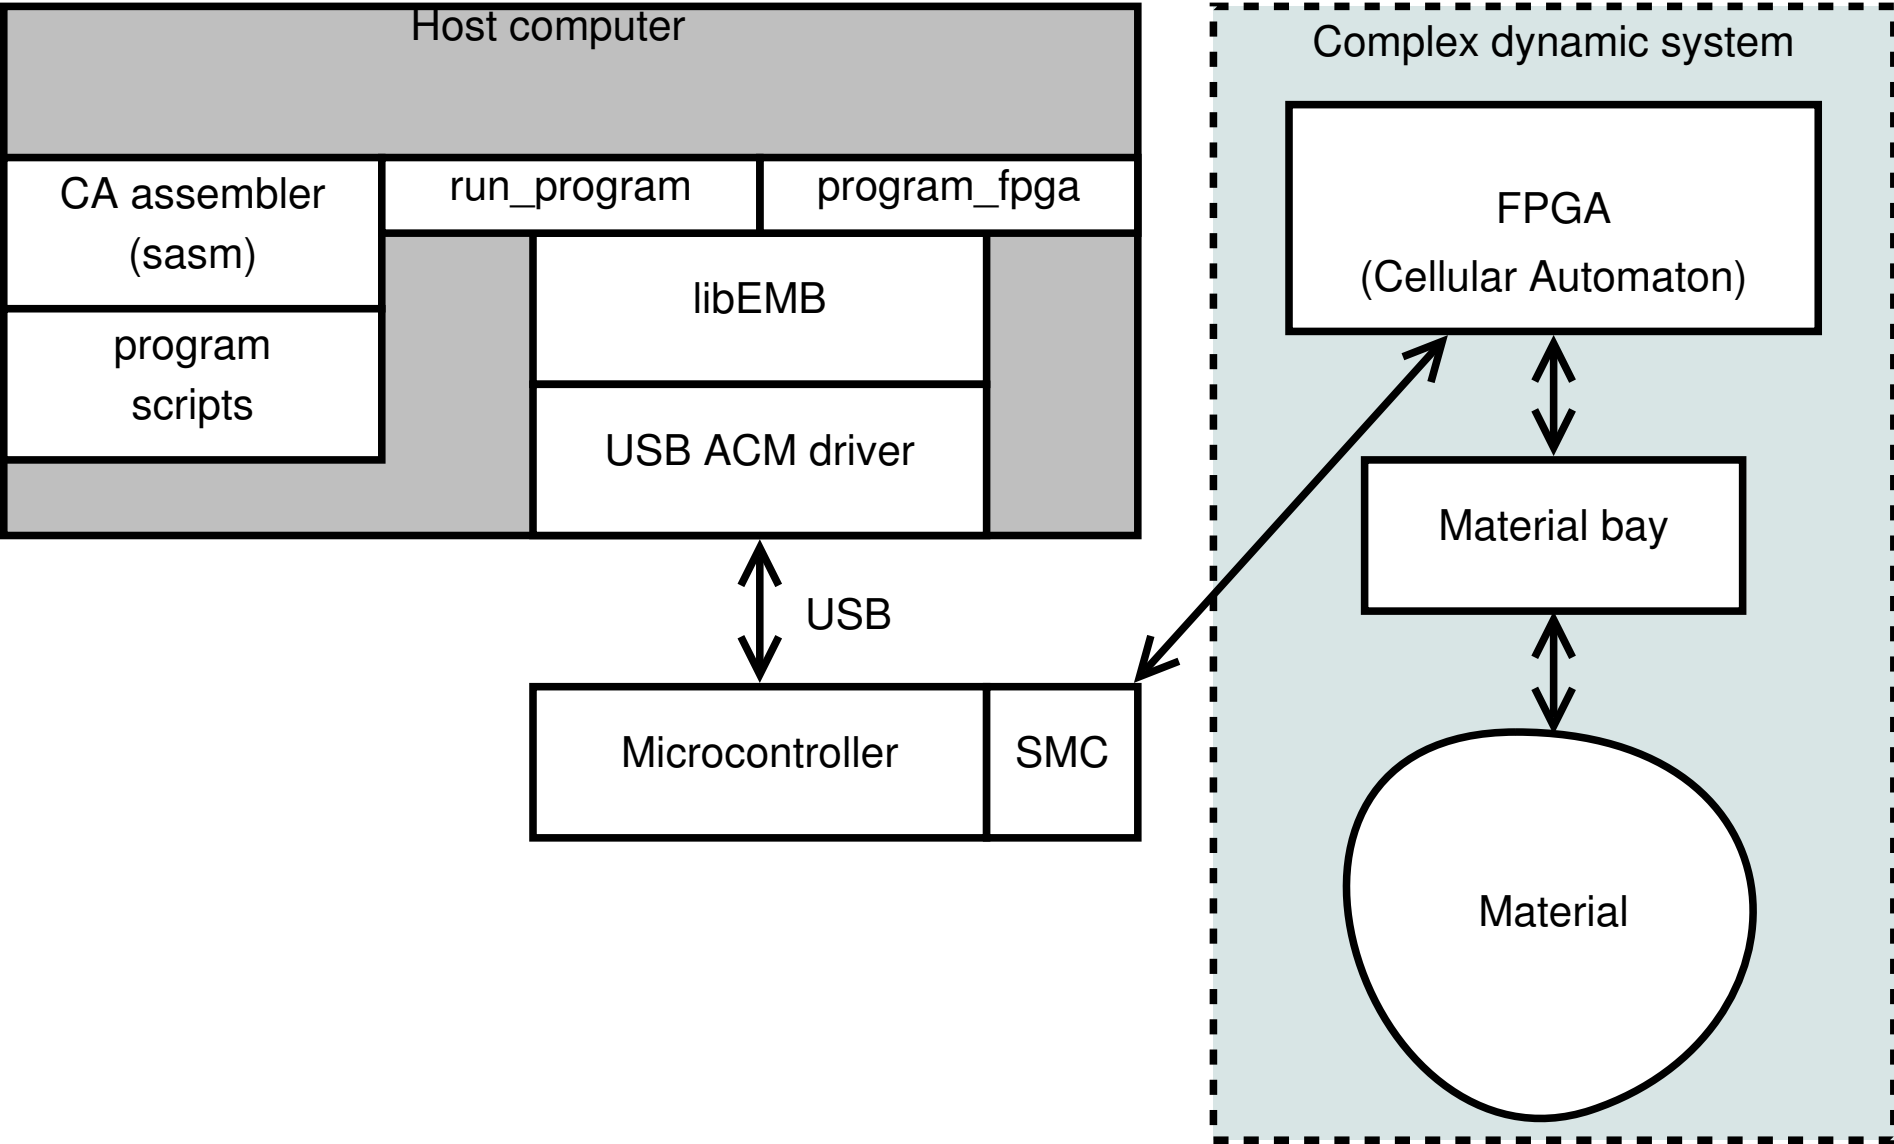 Host computer
CA assembler
(sasm)
run_program
program_fpga
program
scripts
libEMB
USB ACM driver
USB
Microcontroller
SMC
Complex dynamic system
FPGA
(Cellular Automaton)
Material bay
Material